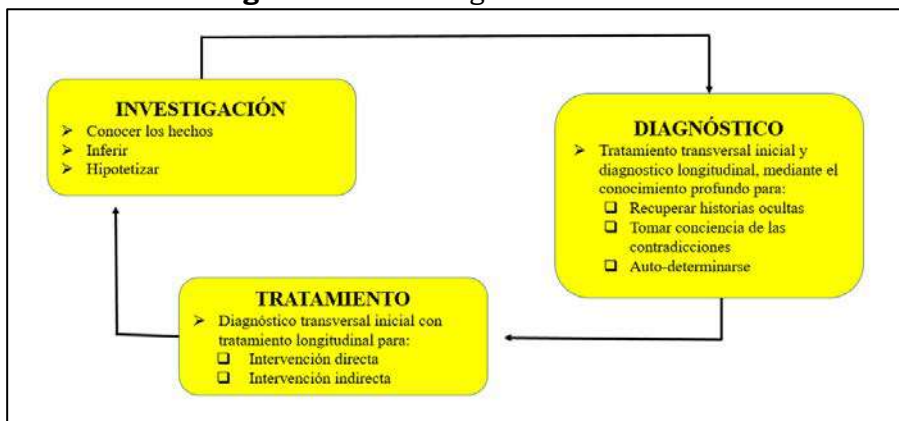 INVESTIGACIÓN
➤ Conocer los hechos
➤ Inferir
➤ Hipotetizar
DIAGNÓSTICO
➤ Tratamiento transversal inicial y
diagnostico longitudinal, mediante el
conocimiento profundo para:
❑ Recuperar historias ocultas
❑ Tomar conciencia de las
contradicciones
❑ Auto-determinarse
TRATAMIENTO
➤ Diagnóstico transversal inicial con
tratamiento longitudinal para:
❑ Intervención directa
❑ Intervención indirecta